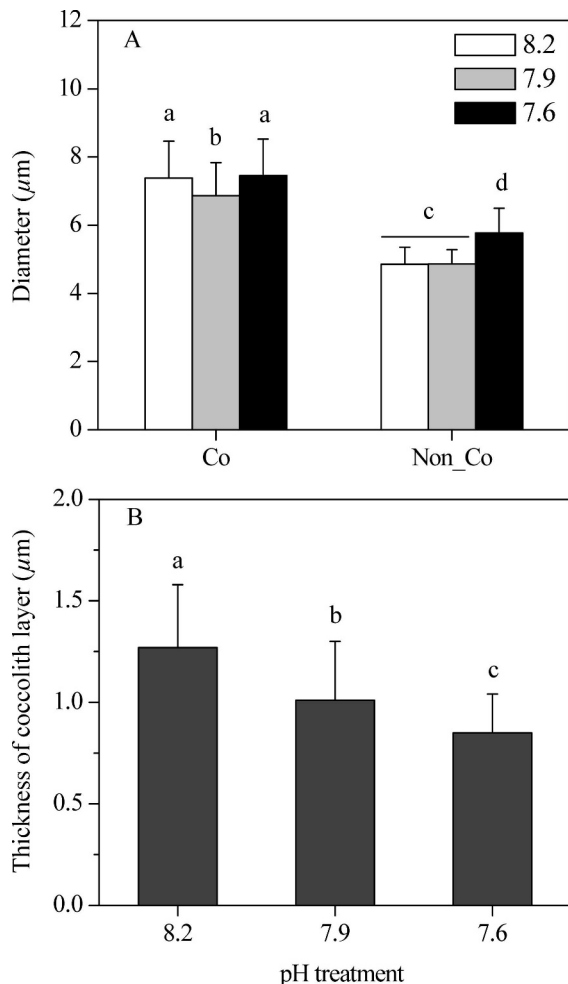 12
A
8.2
7.9
7.6
10
a
b
a
8
d
c
6
4
2
0
Co
Non_Co
Diameter (μm)
2.0
B
a
1.5
b
c
1.0
0.5
0.0
8.2
7.9
7.6
Thickness of coccolith layer (μm)
pH treatment